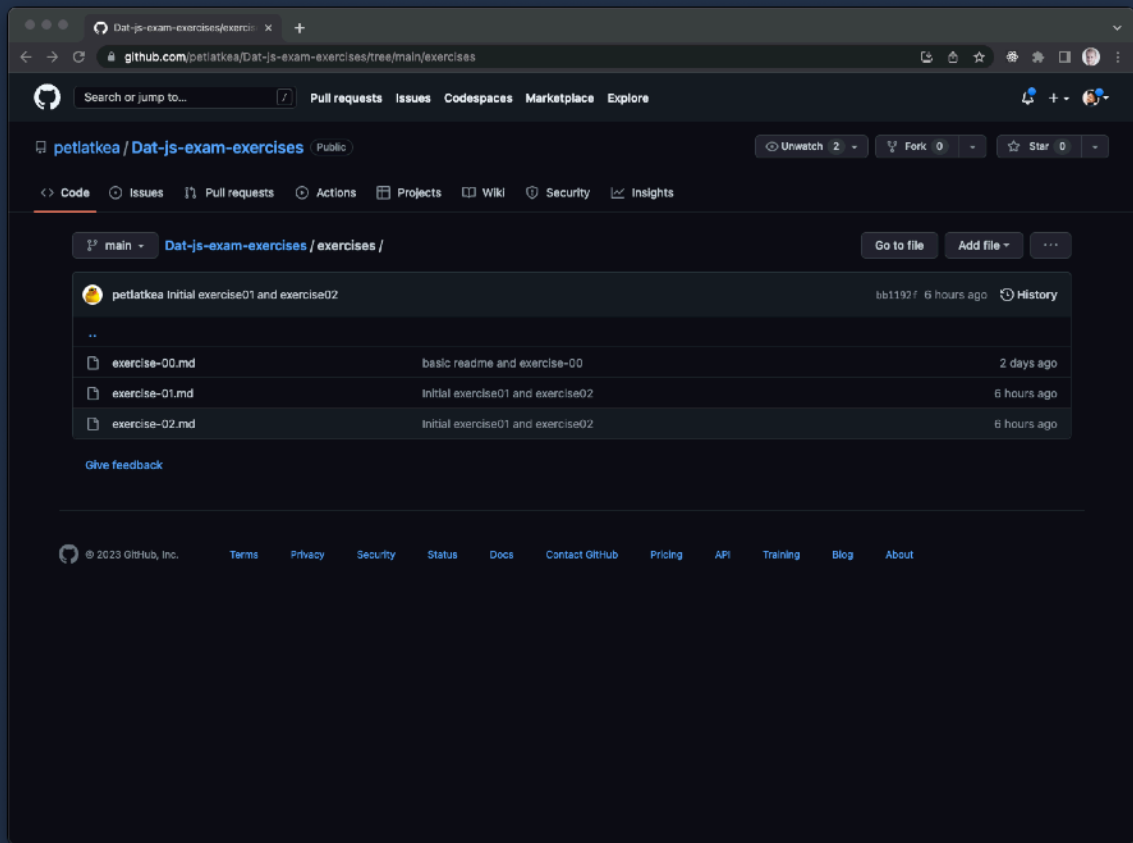 Dat-js-exam-exercises/exercis
github.com/petlatkea/Dat-js-exam-exercises/tree/main/exercises
Search or jump to... / Pull requests Issues Codespaces Marketplace Explore
petlatkea / Dat-js-exam-exercises Public Unwatch 2 Fork 0 Star 0
Code Issues Pull requests Actions Projects Wiki Security Insights
main Dat-js-exam-exercises / exercises / Go to file Add file ...
petlatkea Initial exercise01 and exercise02 bb1192f 6 hours ago History
..
exercise-00.md basic readme and exercise-00 2 days ago
exercise-01.md Initial exercise01 and exercise02 6 hours ago
exercise-02.md Initial exercise01 and exercise02 6 hours ago
Give feedback
© 2023 GitHub, Inc. Terms Privacy Security Status Docs Contact GitHub Pricing API Training Blog About